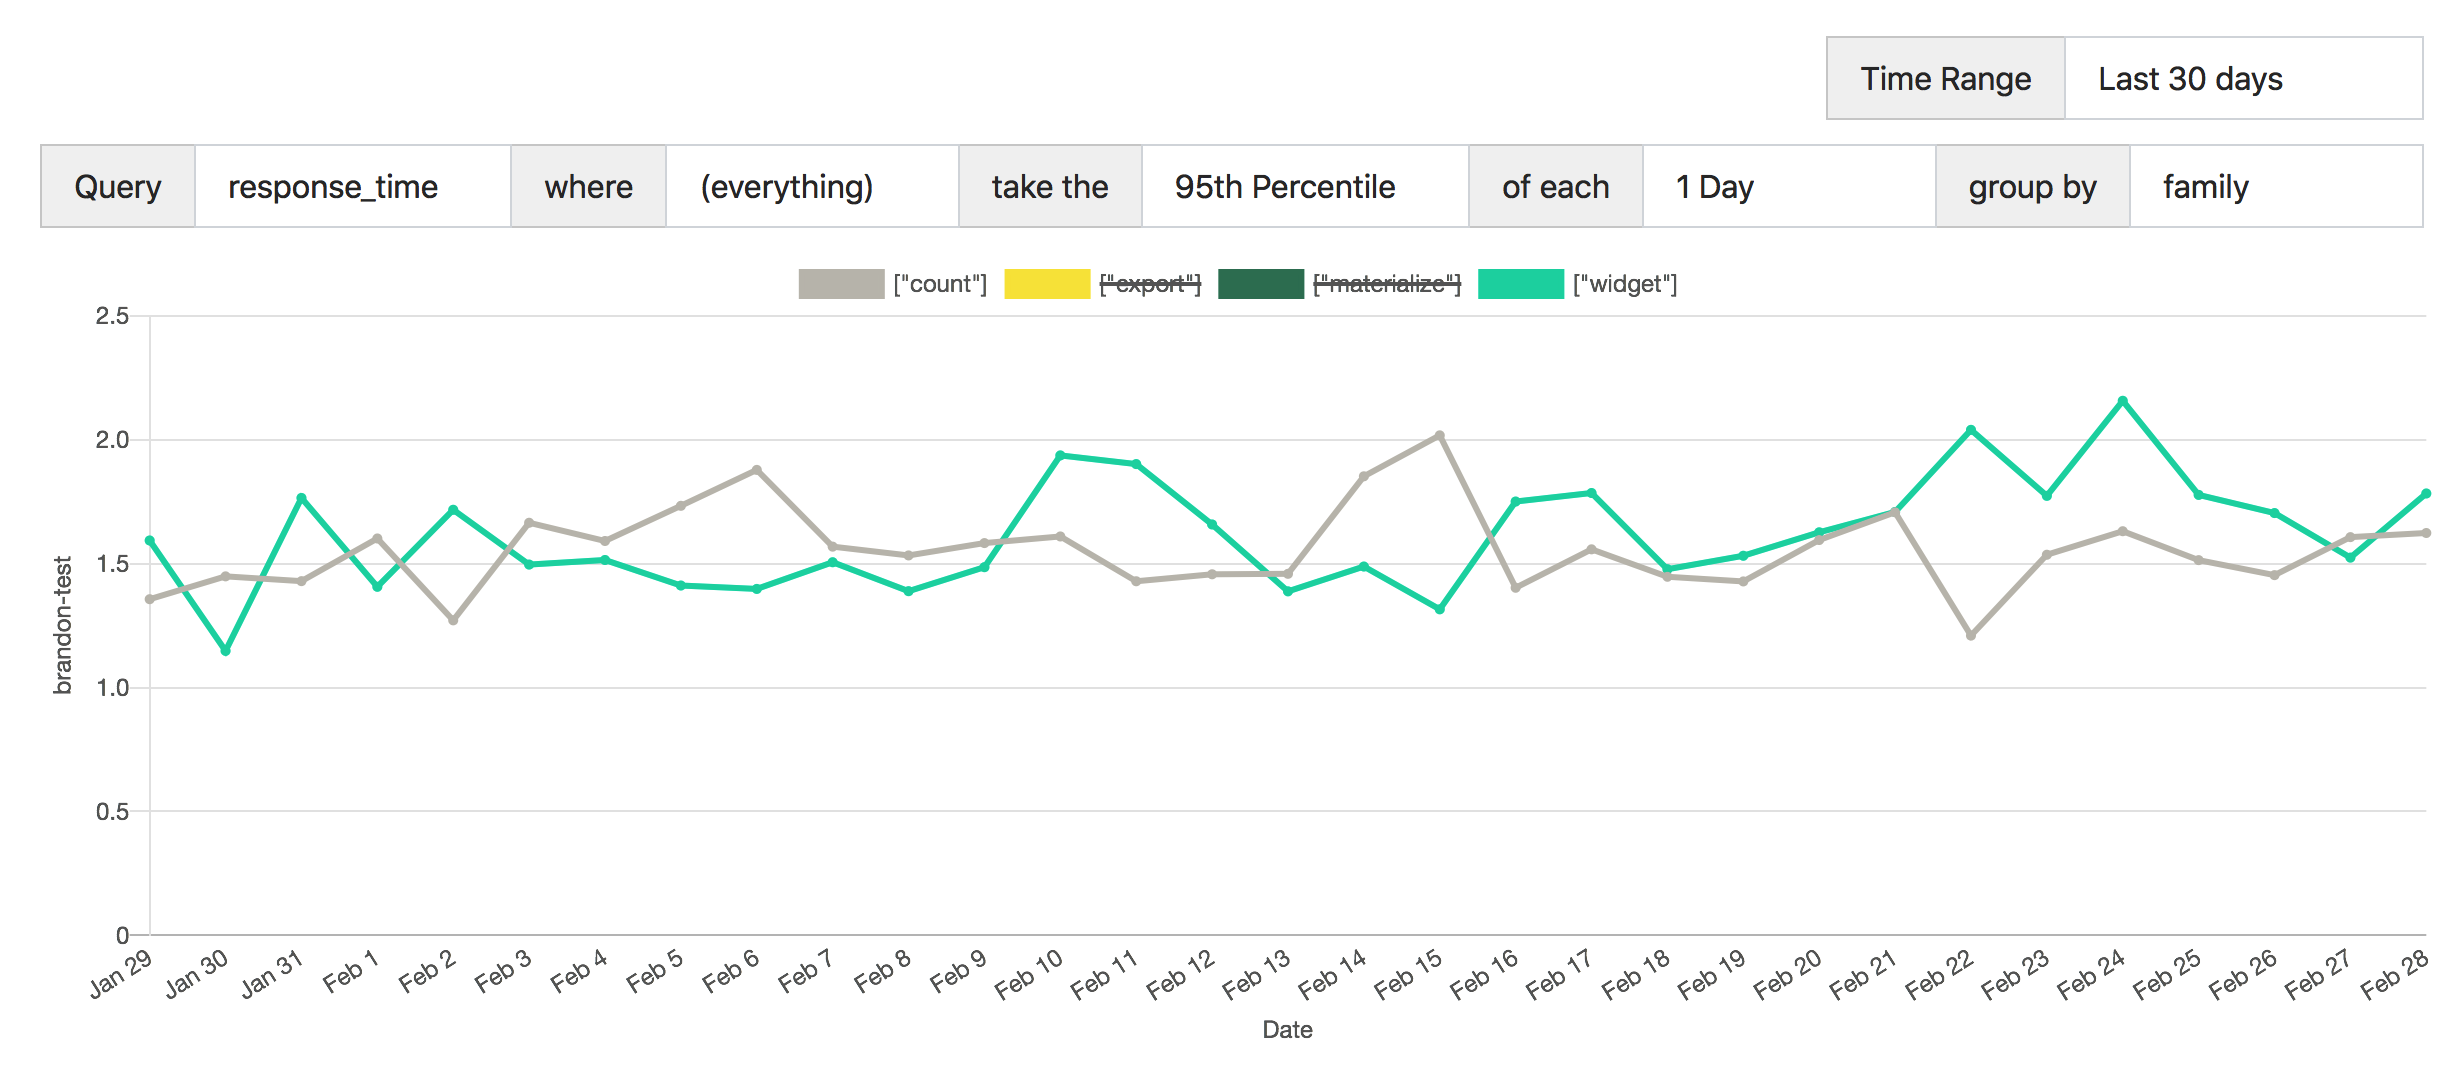 Time Range Last 30 days
Query response_time where (everything) take the 95th Percentile of each 1 Day group by family
["count"] ["export"] ["materialize"] ["widget"]
2.5
2.0
1.5
1.0
0.5
0
brandon-test
Jan 29 Jan 30 Jan 31 Feb 1 Feb 2 Feb 3 Feb 4 Feb 5 Feb 6 Feb 7 Feb 8 Feb 9 Feb 10 Feb 11 Feb 12 Feb 13 Feb 14 Feb 15 Feb 16 Feb 17 Feb 18 Feb 19 Feb 20 Feb 21 Feb 22 Feb 23 Feb 24 Feb 25 Feb 26 Feb 27 Feb 28
Date